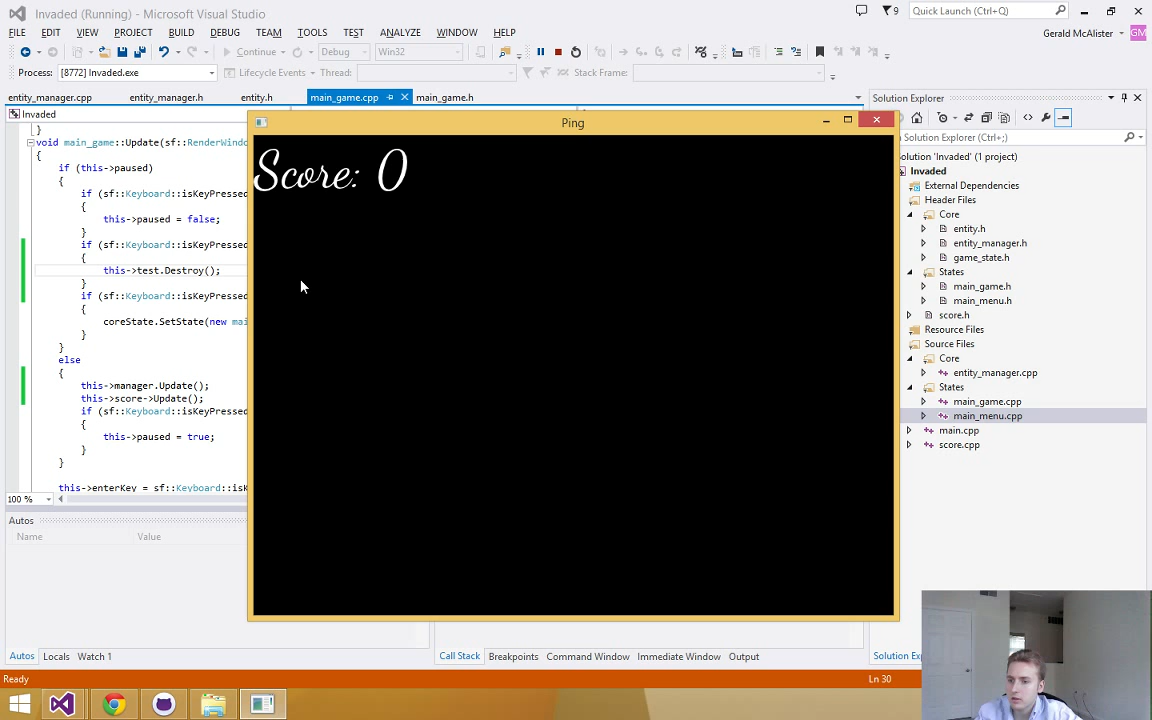 Invaded (Running) - Microsoft Visual Studio
9
Quick Launch (Ctrl+Q)
FILE EDIT VIEW PROJECT BUILD DEBUG TEAM TOOLS TEST ANALYZE WINDOW HELP
Gerald McAlister
GM
Continue
Debug
Win32
Process: [8772] Invaded.exe
Lifecycle Events
Thread:
Stack Frame:
entity_manager.cpp entity_manager.h entity.h main_game.cpp main_game.h
Invaded
}
void main_game::Update(sf::RenderWindo
{
if (this->paused)
{
if (sf::Keyboard::isKeyPressed
{
this->paused = false;
}
if (sf::Keyboard::isKeyPressed
{
this->test.Destroy();
}
if (sf::Keyboard::isKeyPressed
{
coreState.SetState(new mai
}
}
else
{
this->manager.Update();
this->score->Update();
if (sf::Keyboard::isKeyPressed
{
this->paused = true;
}
}
this->enterKey = sf::Keyboard::isK
100 %
Ping
Score: 0
Solution Explorer
Solution Explorer (Ctrl+;)
olution 'Invaded' (1 project)
Invaded
External Dependencies
Header Files
Core
entity.h
entity_manager.h
game_state.h
States
main_game.h
main_menu.h
score.h
Resource Files
Source Files
Core
entity_manager.cpp
States
main_game.cpp
main_menu.cpp
main.cpp
score.cpp
Autos
Name Value
Autos Locals Watch 1
Call Stack Breakpoints Command Window Immediate Window Output
Solution Exp
Ready
Ln 30